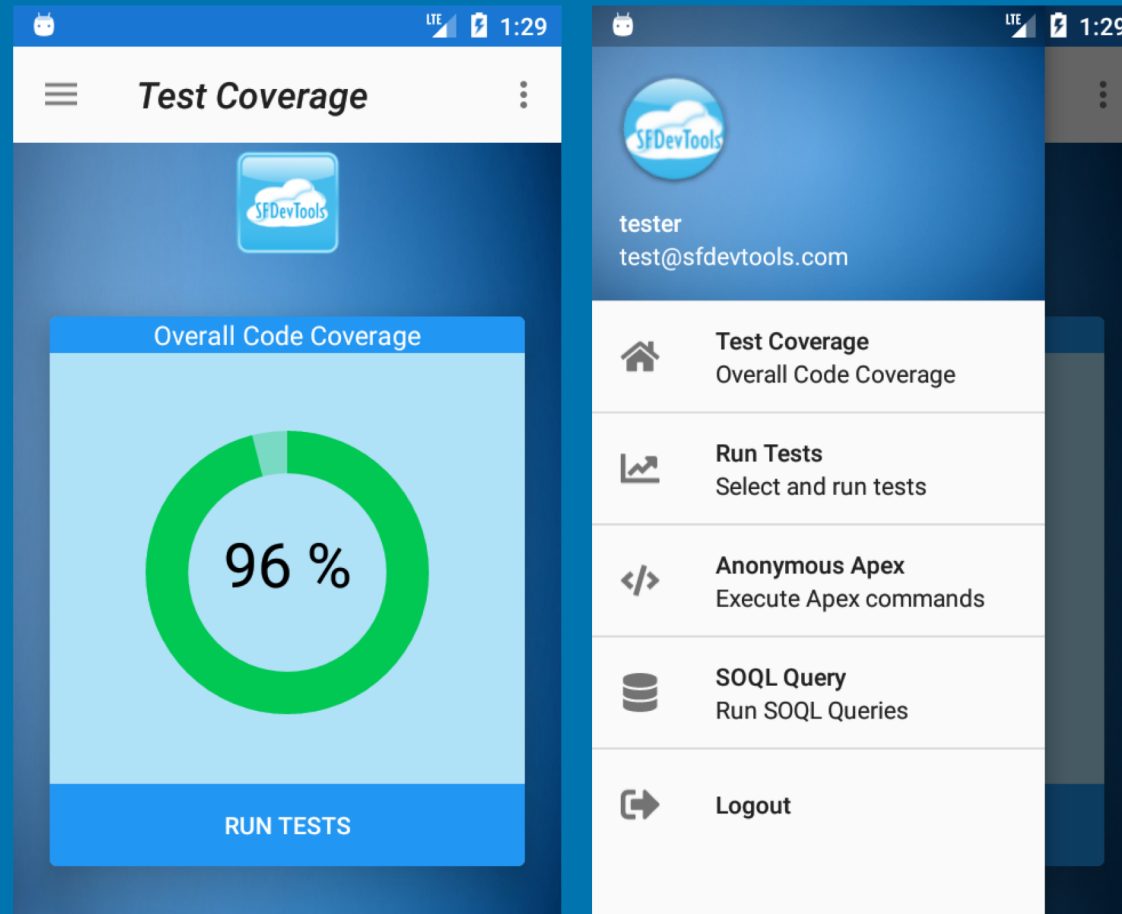 LTE 1:29
Test Coverage
SFDevTools
Overall Code Coverage
96 %
RUN TESTS
LTE 1:29
SFDevTools
tester
test@sfdevtools.com
Test Coverage
Overall Code Coverage
Run Tests
Select and run tests
Anonymous Apex
Execute Apex commands
SOQL Query
Run SOQL Queries
Logout